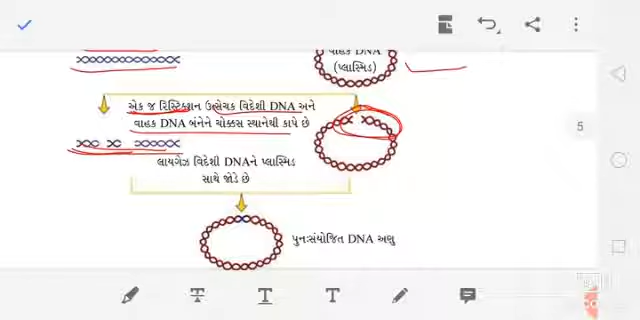 વાહક DNA
(પ્લાસ્મિડ)
એક જ રિસ્ટ્રિક્શન ઉત્સેચક વિદેશી DNA અને
વાહક DNA બંનેને ચોક્કસ સ્થાનેથી કાપે છે
5
લાયગેઝ વિદેશી DNAને પ્લાસ્મિડ
સાથે જોડે છે
પુનઃસંયોજિત DNA અણુ